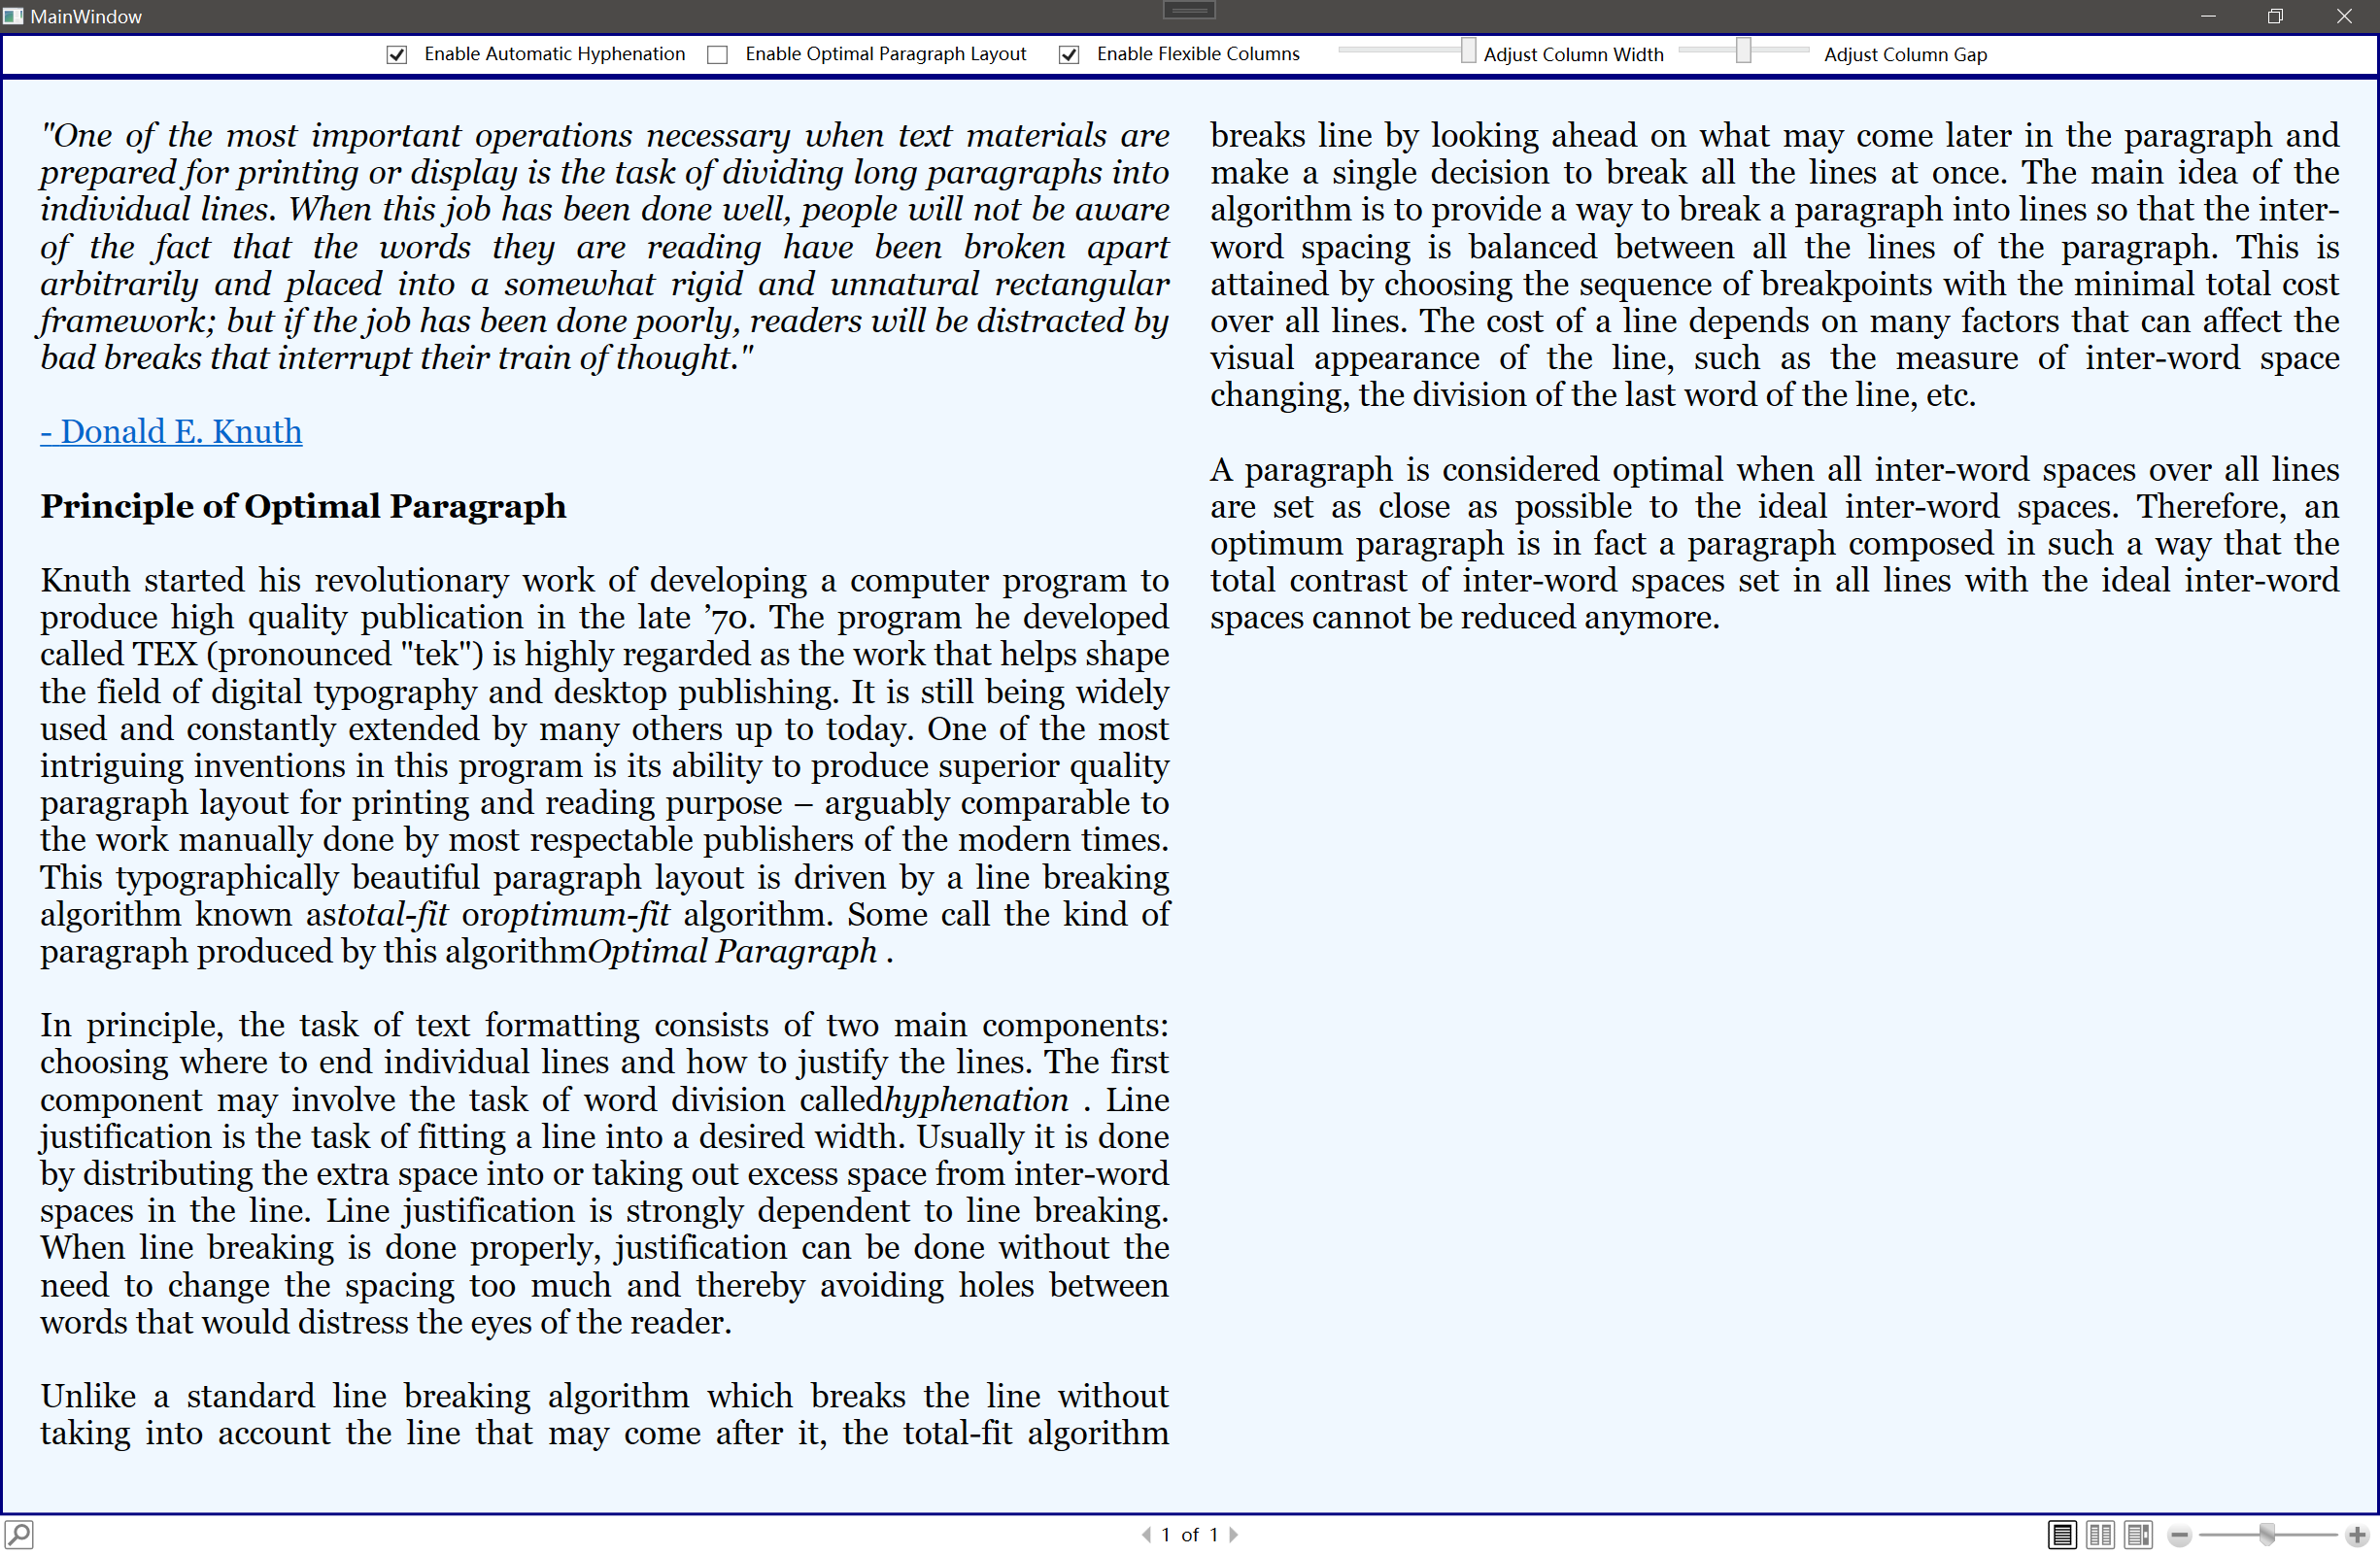 MainWindow
Enable Automatic Hyphenation Enable Optimal Paragraph Layout Enable Flexible Columns Adjust Column Width Adjust Column Gap
"One of the most important operations necessary when text materials are
prepared for printing or display is the task of dividing long paragraphs into
individual lines. When this job has been done well, people will not be aware
of the fact that the words they are reading have been broken apart
arbitrarily and placed into a somewhat rigid and unnatural rectangular
framework; but if the job has been done poorly, readers will be distracted by
bad breaks that interrupt their train of thought."
- Donald E. Knuth
Principle of Optimal Paragraph
Knuth started his revolutionary work of developing a computer program to
produce high quality publication in the late ’70. The program he developed
called TEX (pronounced "tek") is highly regarded as the work that helps shape
the field of digital typography and desktop publishing. It is still being widely
used and constantly extended by many others up to today. One of the most
intriguing inventions in this program is its ability to produce superior quality
paragraph layout for printing and reading purpose – arguably comparable to
the work manually done by most respectable publishers of the modern times.
This typographically beautiful paragraph layout is driven by a line breaking
algorithm known astotal-fit oroptimum-fit algorithm. Some call the kind of
paragraph produced by this algorithmOptimal Paragraph .
In principle, the task of text formatting consists of two main components:
choosing where to end individual lines and how to justify the lines. The first
component may involve the task of word division calledhyphenation . Line
justification is the task of fitting a line into a desired width. Usually it is done
by distributing the extra space into or taking out excess space from inter-word
spaces in the line. Line justification is strongly dependent to line breaking.
When line breaking is done properly, justification can be done without the
need to change the spacing too much and thereby avoiding holes between
words that would distress the eyes of the reader.
Unlike a standard line breaking algorithm which breaks the line without
taking into account the line that may come after it, the total-fit algorithm
breaks line by looking ahead on what may come later in the paragraph and
make a single decision to break all the lines at once. The main idea of the
algorithm is to provide a way to break a paragraph into lines so that the inter-
word spacing is balanced between all the lines of the paragraph. This is
attained by choosing the sequence of breakpoints with the minimal total cost
over all lines. The cost of a line depends on many factors that can affect the
visual appearance of the line, such as the measure of inter-word space
changing, the division of the last word of the line, etc.
A paragraph is considered optimal when all inter-word spaces over all lines
are set as close as possible to the ideal inter-word spaces. Therefore, an
optimum paragraph is in fact a paragraph composed in such a way that the
total contrast of inter-word spaces set in all lines with the ideal inter-word
spaces cannot be reduced anymore.
1 of 1